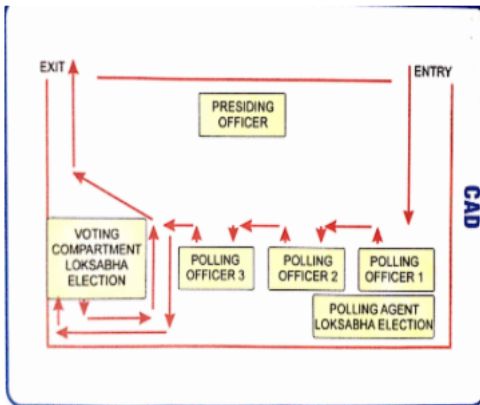 EXIT
ENTRY
PRESIDING
OFFICER
CAD
VOTING
COMPARTMENT
LOKSABHA
ELECTION
POLLING
OFFICER 3
POLLING
OFFICER 2
POLLING
OFFICER 1
POLLING AGENT
LOKSABHA ELECTION